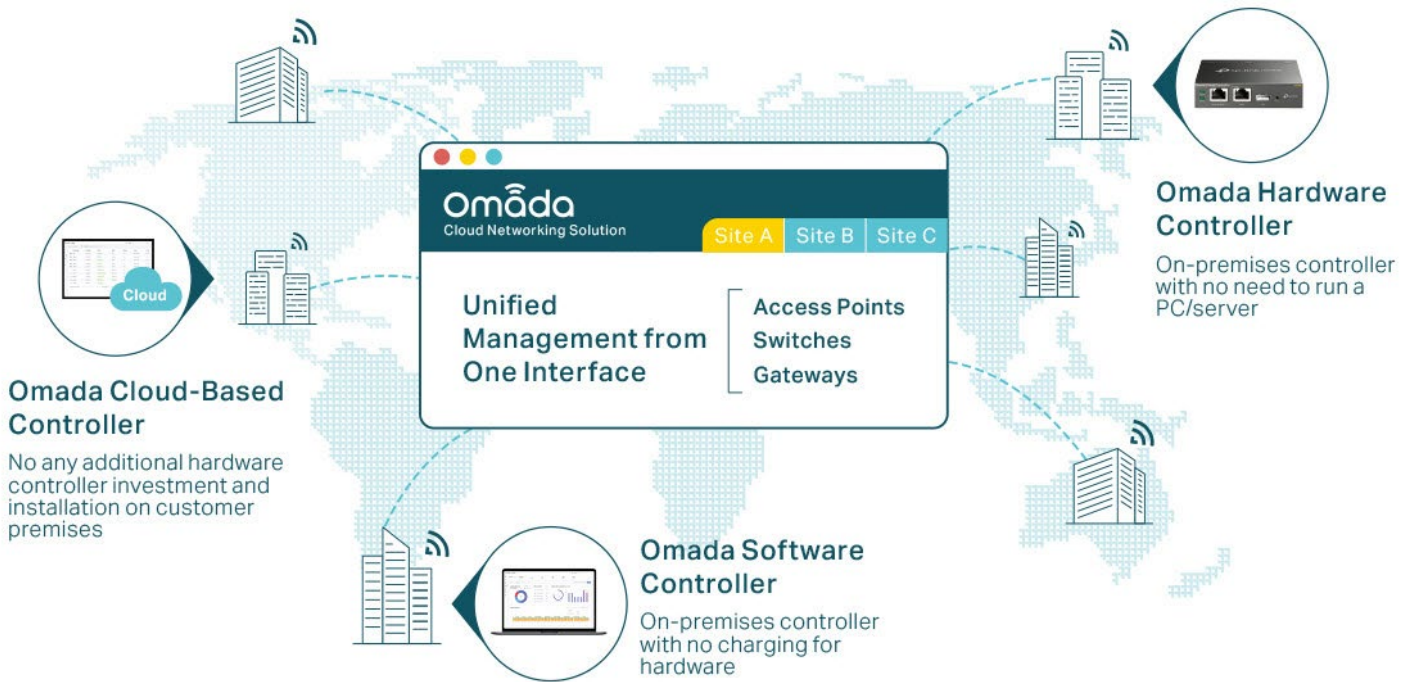 Omada
Cloud Networking Solution
Site A
Site B
Site C
Unified
Management from
One Interface
Access Points
Switches
Gateways
Omada Hardware
Controller
On-premises controller
with no need to run a
PC/server
Cloud
Omada Cloud-Based
Controller
No any additional hardware
controller investment and
installation on customer
premises
Omada Software
Controller
On-premises controller
with no charging for
hardware